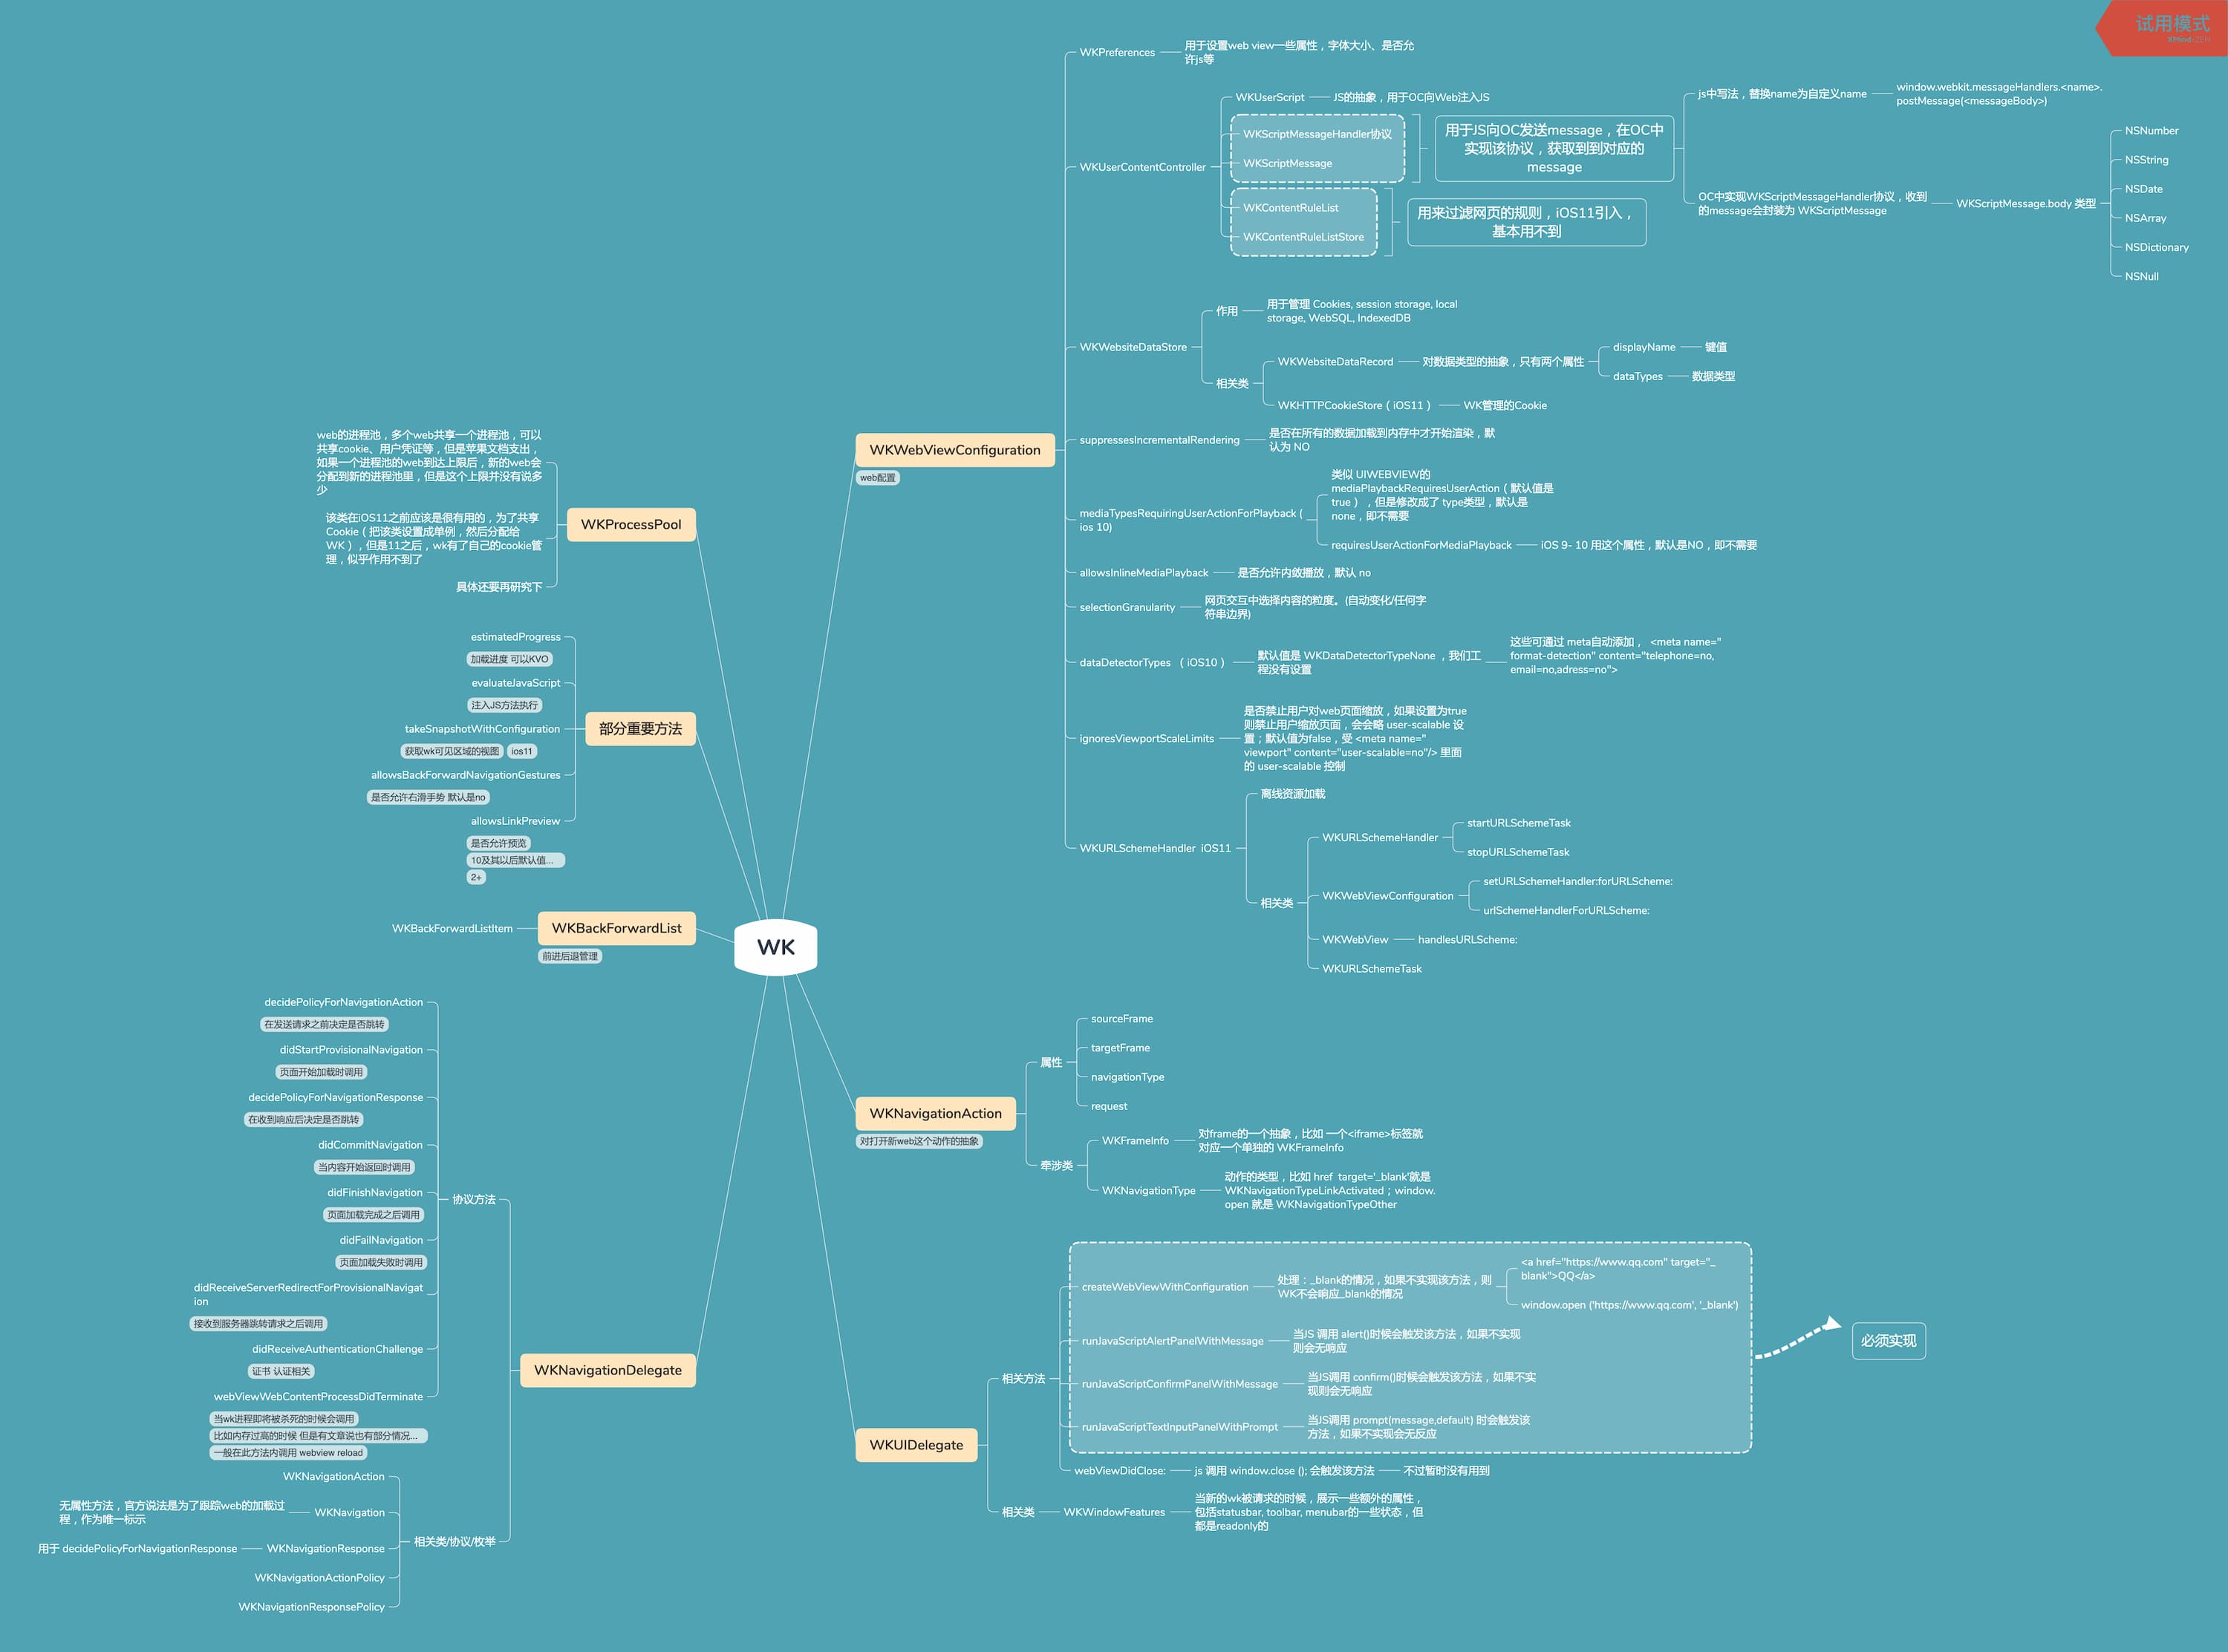 试用模式
XMind:ZEN
WK
WKWebViewConfiguration
web配置
WKPreferences
用于设置web view一些属性，字体大小、是否允
许js等
WKUserContentController
WKUserScript
JS的抽象，用于OC向Web注入JS
WKScriptMessageHandler协议
WKScriptMessage
用于JS向OC发送message，在OC中
实现该协议，获取到到对应的
message
js中写法，替换name为自定义name
window.webkit.messageHandlers.<name>.
postMessage(<messageBody>)
OC中实现WKScriptMessageHandler协议，收到
的message会封装为 WKScriptMessage
WKScriptMessage.body 类型
NSNumber
NSString
NSDate
NSArray
NSDictionary
NSNull
WKContentRuleList
WKContentRuleListStore
用来过滤网页的规则，iOS11引入，
基本用不到
WKWebsiteDataStore
作用
用于管理 Cookies, session storage, local
storage, WebSQL, IndexedDB
相关类
WKWebsiteDataRecord
对数据类型的抽象，只有两个属性
displayName
键值
dataTypes
数据类型
WKHTTPCookieStore（iOS11）
WK管理的Cookie
suppressesIncrementalRendering
是否在所有的数据加载到内存中才开始渲染，默
认为 NO
mediaTypesRequiringUserActionForPlayback (
ios 10)
类似 UIWEBVIEW的
mediaPlaybackRequiresUserAction（默认值是
true），但是修改成了 type类型，默认是
none，即不需要
requiresUserActionForMediaPlayback
iOS 9- 10 用这个属性，默认是NO，即不需要
allowsInlineMediaPlayback
是否允许内敛播放，默认 no
selectionGranularity
网页交互中选择内容的粒度。(自动变化/任何字
符串边界)
dataDetectorTypes （iOS10）
默认值是 WKDataDetectorTypeNone ，我们工
程没有设置
这些可通过 meta自动添加， <meta name="
format-detection" content="telephone=no,
email=no,adress=no">
ignoresViewportScaleLimits
是否禁止用户对web页面缩放，如果设置为true
则禁止用户缩放页面，会会略 user-scalable 设
置；默认值为false，受 <meta name="
viewport" content="user-scalable=no"/> 里面
的 user-scalable 控制
WKURLSchemeHandler iOS11
离线资源加载
相关类
WKURLSchemeHandler
startURLSchemeTask
stopURLSchemeTask
WKWebViewConfiguration
setURLSchemeHandler:forURLScheme:
urlSchemeHandlerForURLScheme:
WKWebView
handlesURLScheme:
WKURLSchemeTask
WKNavigationAction
对打开新web这个动作的抽象
属性
sourceFrame
targetFrame
navigationType
request
牵涉类
WKFrameInfo
对frame的一个抽象，比如 一个<iframe>标签就
对应一个单独的 WKFrameInfo
WKNavigationType
动作的类型，比如 href target='_blank'就是
WKNavigationTypeLinkActivated；window.
open 就是 WKNavigationTypeOther
WKUIDelegate
相关方法
createWebViewWithConfiguration
处理：_blank的情况，如果不实现该方法，则
WK不会响应_blank的情况
<a href="https://www.qq.com" target="_
blank">QQ</a>
window.open ('https://www.qq.com', '_blank')
runJavaScriptAlertPanelWithMessage
当JS 调用 alert()时候会触发该方法，如果不实现
则会无响应
runJavaScriptConfirmPanelWithMessage
当JS调用 confirm()时候会触发该方法，如果不实
现则会无响应
runJavaScriptTextInputPanelWithPrompt
当JS调用 prompt(message,default) 时会触发该
方法，如果不实现会无反应
必须实现
webViewDidClose:
js 调用 window.close (); 会触发该方法
不过暂时没有用到
相关类
WKWindowFeatures
当新的wk被请求的时候，展示一些额外的属性，
包括statusbar, toolbar, menubar的一些状态，但
都是readonly的
WKProcessPool
web的进程池，多个web共享一个进程池，可以
共享cookie、用户凭证等，但是苹果文档支出，
如果一个进程池的web到达上限后，新的web会
分配到新的进程池里，但是这个上限并没有说多
少
该类在iOS11之前应该是很有用的，为了共享
Cookie（把该类设置成单例，然后分配给
WK），但是11之后，wk有了自己的cookie管
理，似乎作用不到了
具体还要再研究下
部分重要方法
estimatedProgress
加载进度 可以KVO
evaluateJavaScript
注入JS方法执行
takeSnapshotWithConfiguration
获取wk可见区域的视图
ios11
allowsBackForwardNavigationGestures
是否允许右滑手势 默认是no
allowsLinkPreview
是否允许预览
10及其以后默认值...
2+
WKBackForwardList
前进后退管理
WKBackForwardListItem
WKNavigationDelegate
协议方法
decidePolicyForNavigationAction
在发送请求之前决定是否跳转
didStartProvisionalNavigation
页面开始加载时调用
decidePolicyForNavigationResponse
在收到响应后决定是否跳转
didCommitNavigation
当内容开始返回时调用
didFinishNavigation
页面加载完成之后调用
didFailNavigation
页面加载失败时调用
didReceiveServerRedirectForProvisionalNavigat
ion
接收到服务器跳转请求之后调用
didReceiveAuthenticationChallenge
证书 认证相关
webViewWebContentProcessDidTerminate
当wk进程即将被杀死的时候会调用
比如内存过高的时候 但是有文章说也有部分情况...
一般在此方法内调用 webview reload
相关类/协议/枚举
WKNavigationAction
WKNavigation
无属性方法，官方说法是为了跟踪web的加载过
程，作为唯一标示
WKNavigationResponse
用于 decidePolicyForNavigationResponse
WKNavigationActionPolicy
WKNavigationResponsePolicy